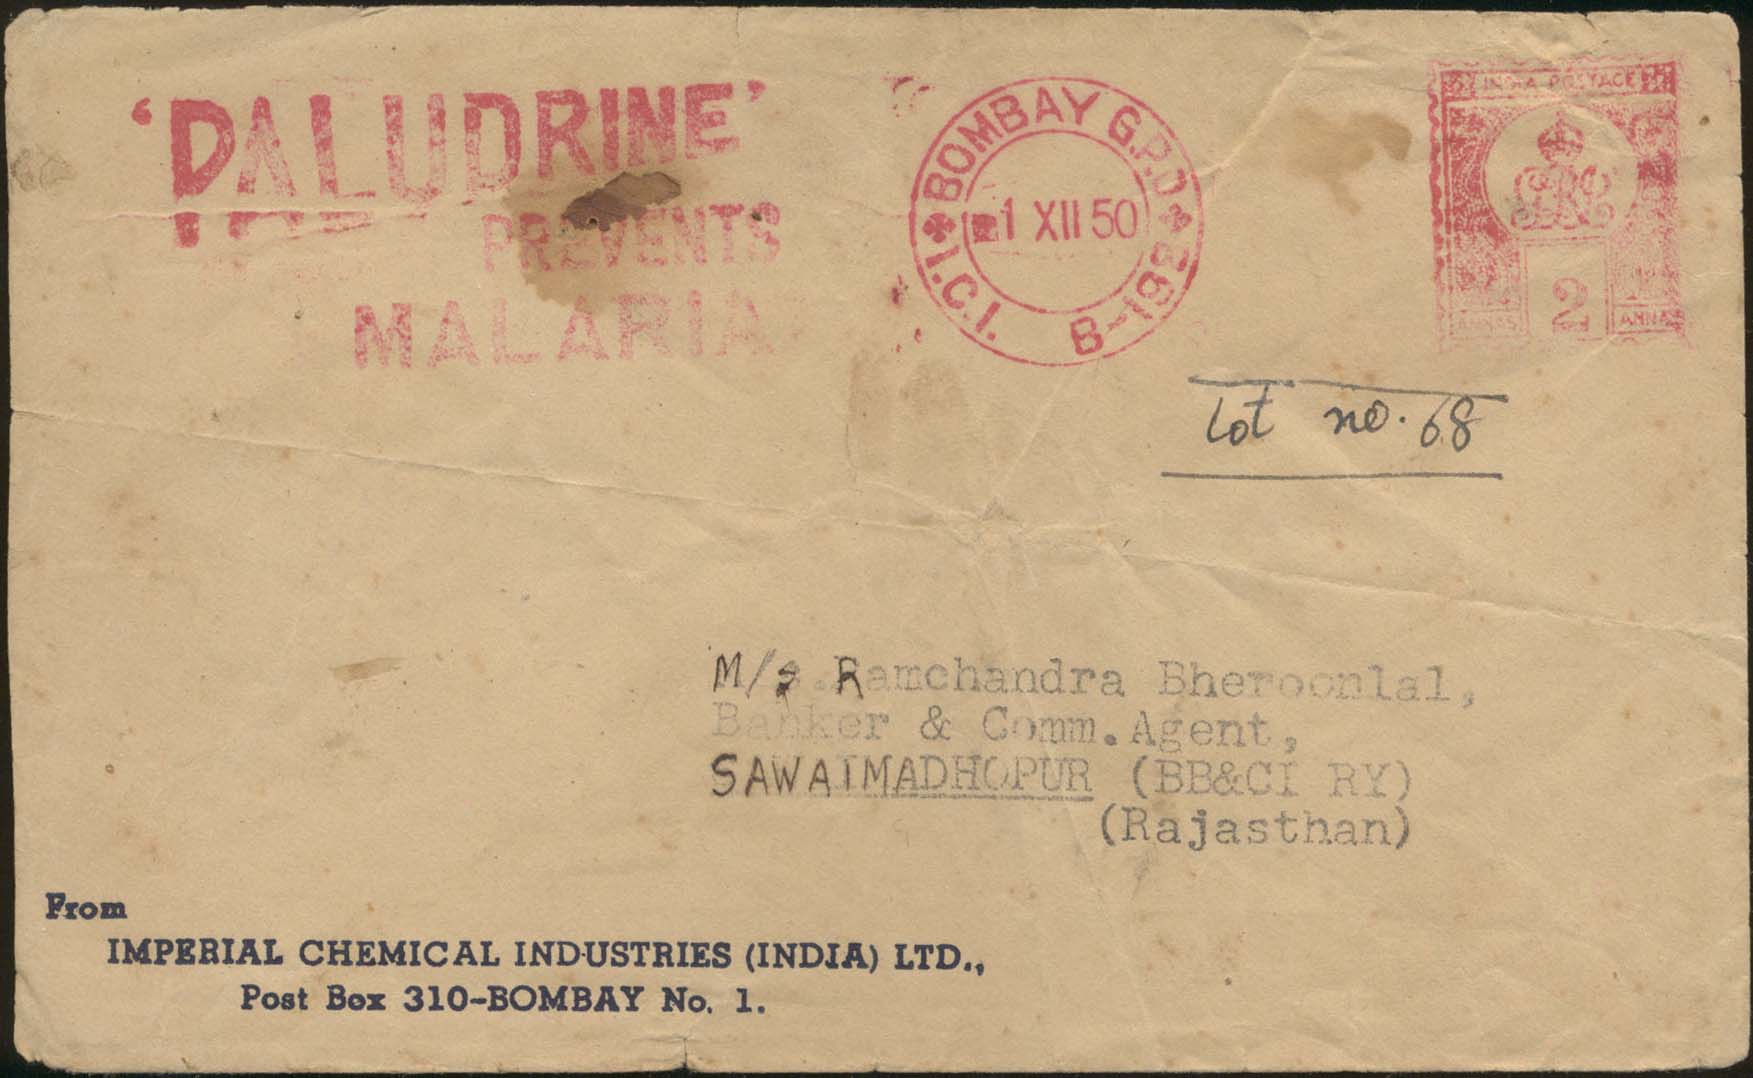 'PALUDRINE'
PREVENTS
MALARIA
BOMBAY G.P.O
1 XII 50
I.C.I. B-193
INDIA POSTAGE
2
ANNAS ANNAS
Lot no. 68
M/s. Ramchandra Bheroonlal,
Banker & Comm. Agent,
SAWAIMADHOPUR (BB&CI RY)
(Rajasthan)
From
IMPERIAL CHEMICAL INDUSTRIES (INDIA) LTD.,
Post Box 310-BOMBAY No. 1.